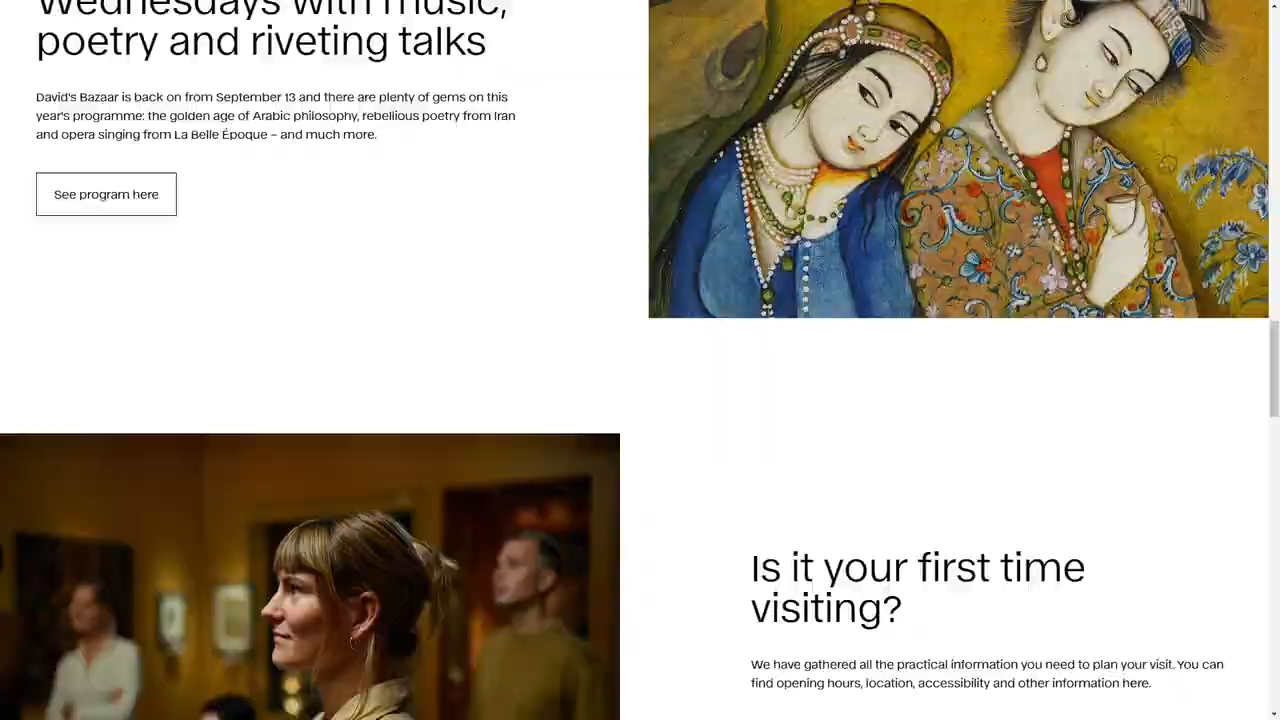 Wednesdays with music,
poetry and riveting talks
David's Bazaar is back on from September 13 and there are plenty of gems on this
year's programme: the golden age of Arabic philosophy, rebellious poetry from Iran
and opera singing from La Belle Époque – and much more.
See program here
Is it your first time
visiting?
We have gathered all the practical information you need to plan your visit. You can
find opening hours, location, accessibility and other information here.